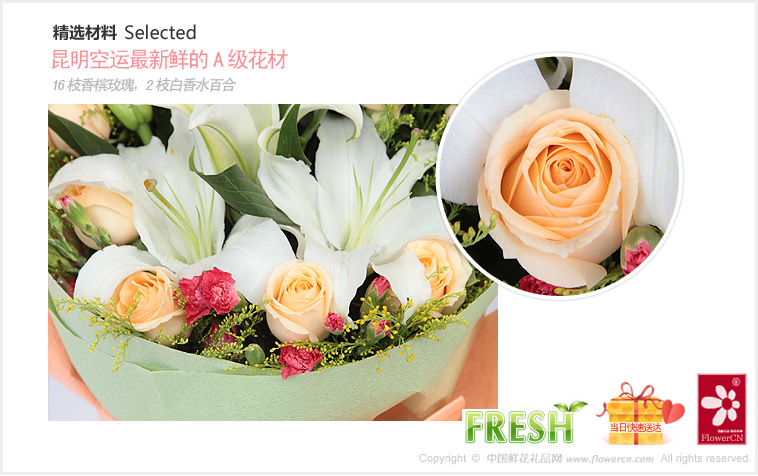 精选材料 Selected
昆明空运最新鲜的 A 级花材
16 枝香槟玫瑰，2 枝白香水百合
FRESH
当日快速送达
FlowerCN
Copyright © 中国鲜花礼品网 www.flowercn.com All rights reserved.